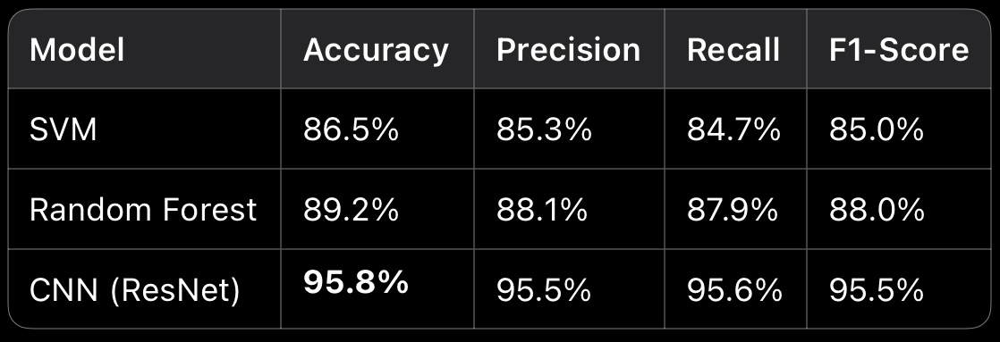 Model Accuracy Precision Recall F1-Score
SVM 86.5% 85.3% 84.7% 85.0%
Random Forest 89.2% 88.1% 87.9% 88.0%
CNN (ResNet) 95.8% 95.5% 95.6% 95.5%